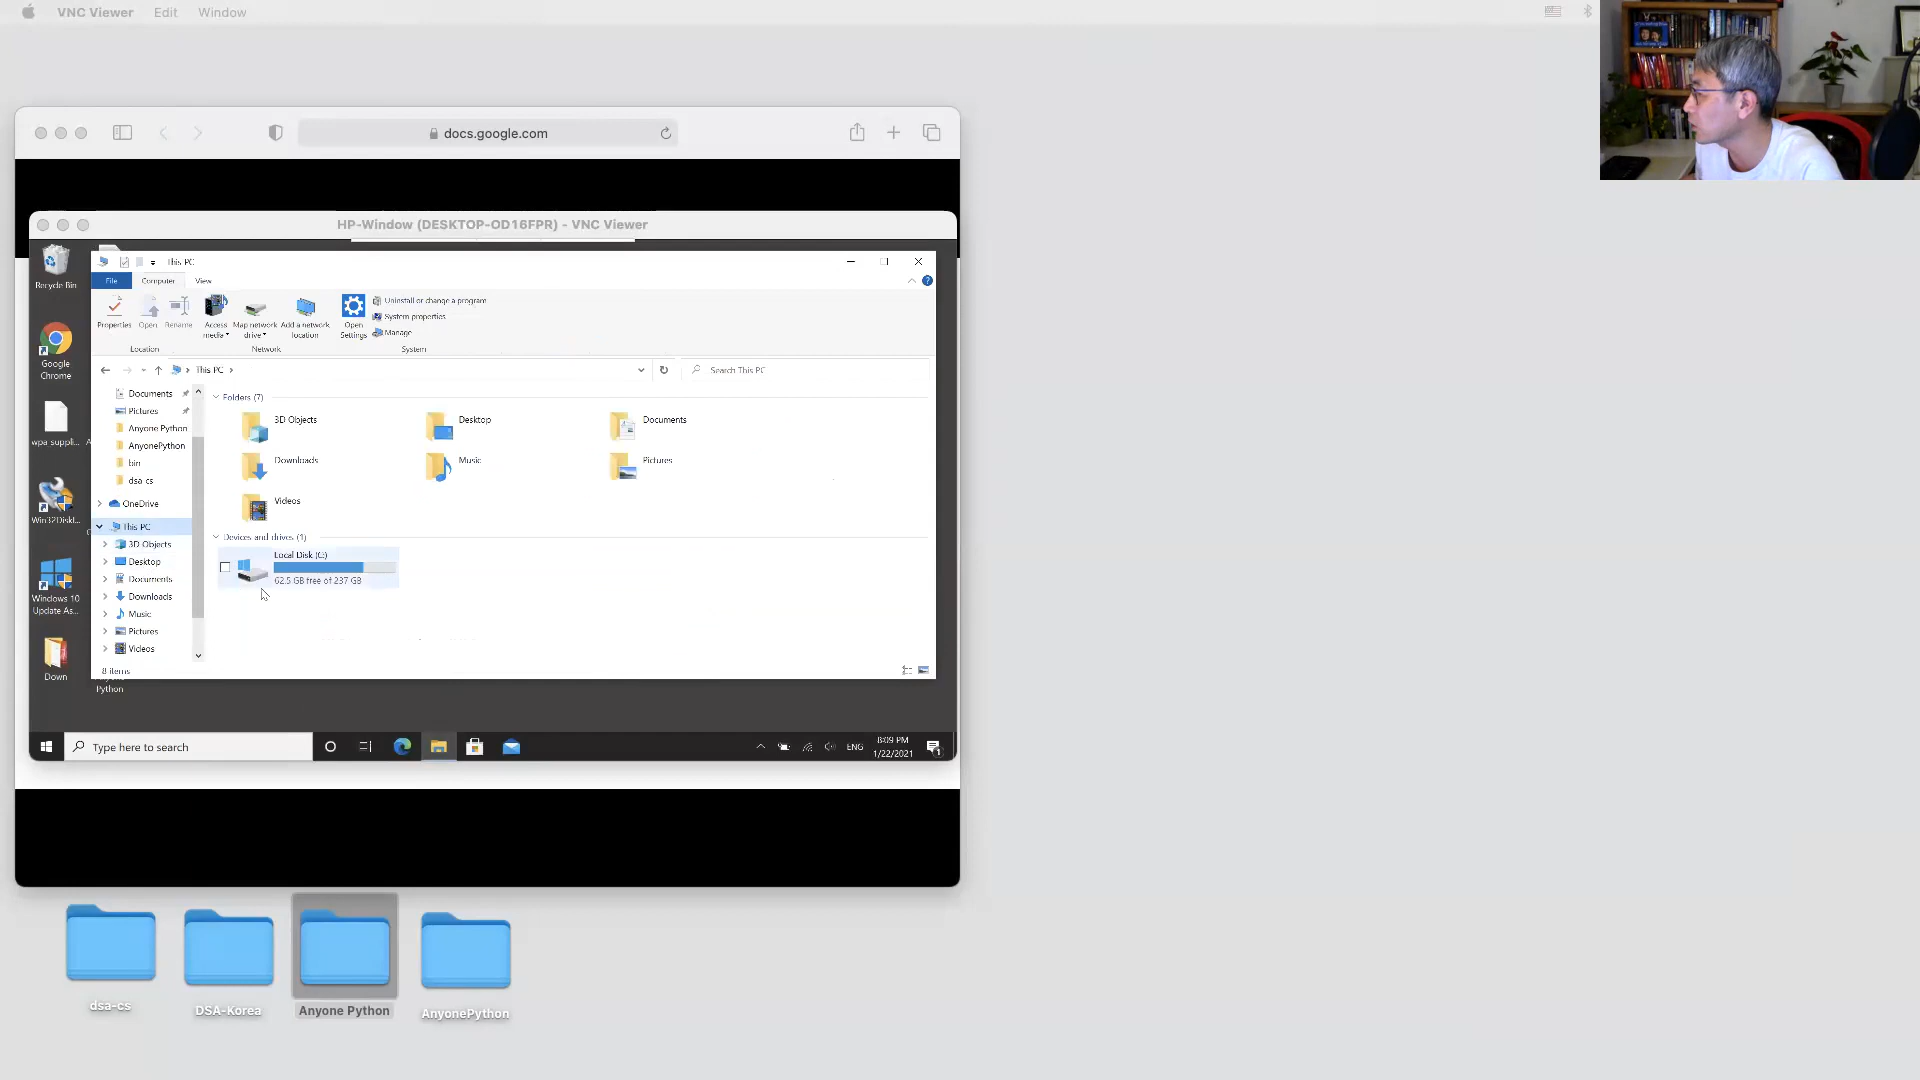 VNC Viewer Edit Window
docs.google.com
HP-Window (DESKTOP-OD16FPR) - VNC Viewer
Recycle Bin
Google
Chrome
wpa suppli...
Win32DiskI...
Windows 10
Update As...
Down
This PC
File Computer View
Properties Open Rename
Access
media
Map network
drive
Add a network
location
Open
Settings
Uninstall or change a program
System properties
Manage
Location Network System
This PC
Search This PC
Documents
Pictures
Anyone Python
AnyonePython
bin
dsa cs
OneDrive
This PC
3D Objects
Desktop
Documents
Downloads
Music
Pictures
Videos
Folders (7)
3D Objects Desktop Documents
Downloads Music Pictures
Videos
Devices and drives (1)
Local Disk (C:)
62.5 GB free of 237 GB
8 items
Python
Type here to search
ENG
8:09 PM
1/22/2021
1
dsa-cs DSA-Korea Anyone Python AnyonePython